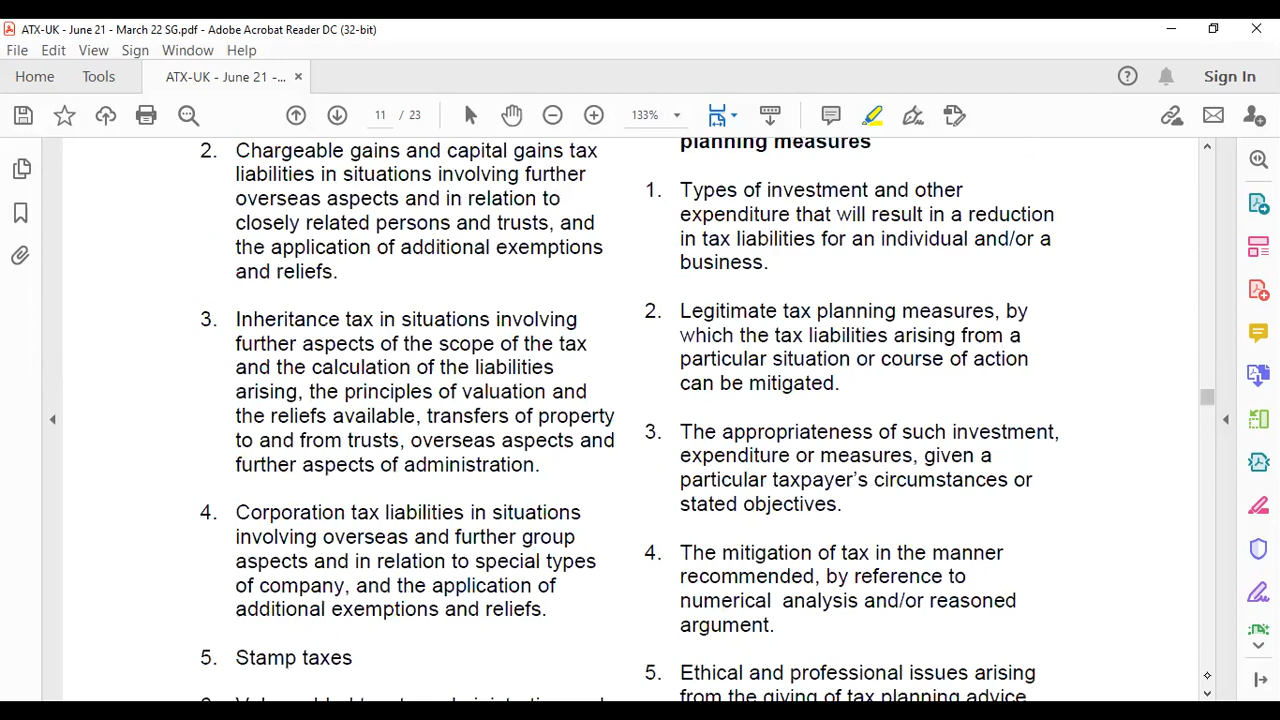 ATX-UK - June 21 - March 22 SG.pdf - Adobe Acrobat Reader DC (32-bit)
File Edit View Sign Window Help
Home Tools ATX-UK - June 21 -... Sign In
11 / 23 133%
2. Chargeable gains and capital gains tax
liabilities in situations involving further
overseas aspects and in relation to
closely related persons and trusts, and
the application of additional exemptions
and reliefs.
3. Inheritance tax in situations involving
further aspects of the scope of the tax
and the calculation of the liabilities
arising, the principles of valuation and
the reliefs available, transfers of property
to and from trusts, overseas aspects and
further aspects of administration.
4. Corporation tax liabilities in situations
involving overseas and further group
aspects and in relation to special types
of company, and the application of
additional exemptions and reliefs.
5. Stamp taxes
planning measures
1. Types of investment and other
expenditure that will result in a reduction
in tax liabilities for an individual and/or a
business.
2. Legitimate tax planning measures, by
which the tax liabilities arising from a
particular situation or course of action
can be mitigated.
3. The appropriateness of such investment,
expenditure or measures, given a
particular taxpayer's circumstances or
stated objectives.
4. The mitigation of tax in the manner
recommended, by reference to
numerical analysis and/or reasoned
argument.
5. Ethical and professional issues arising
from the giving of tax planning advice